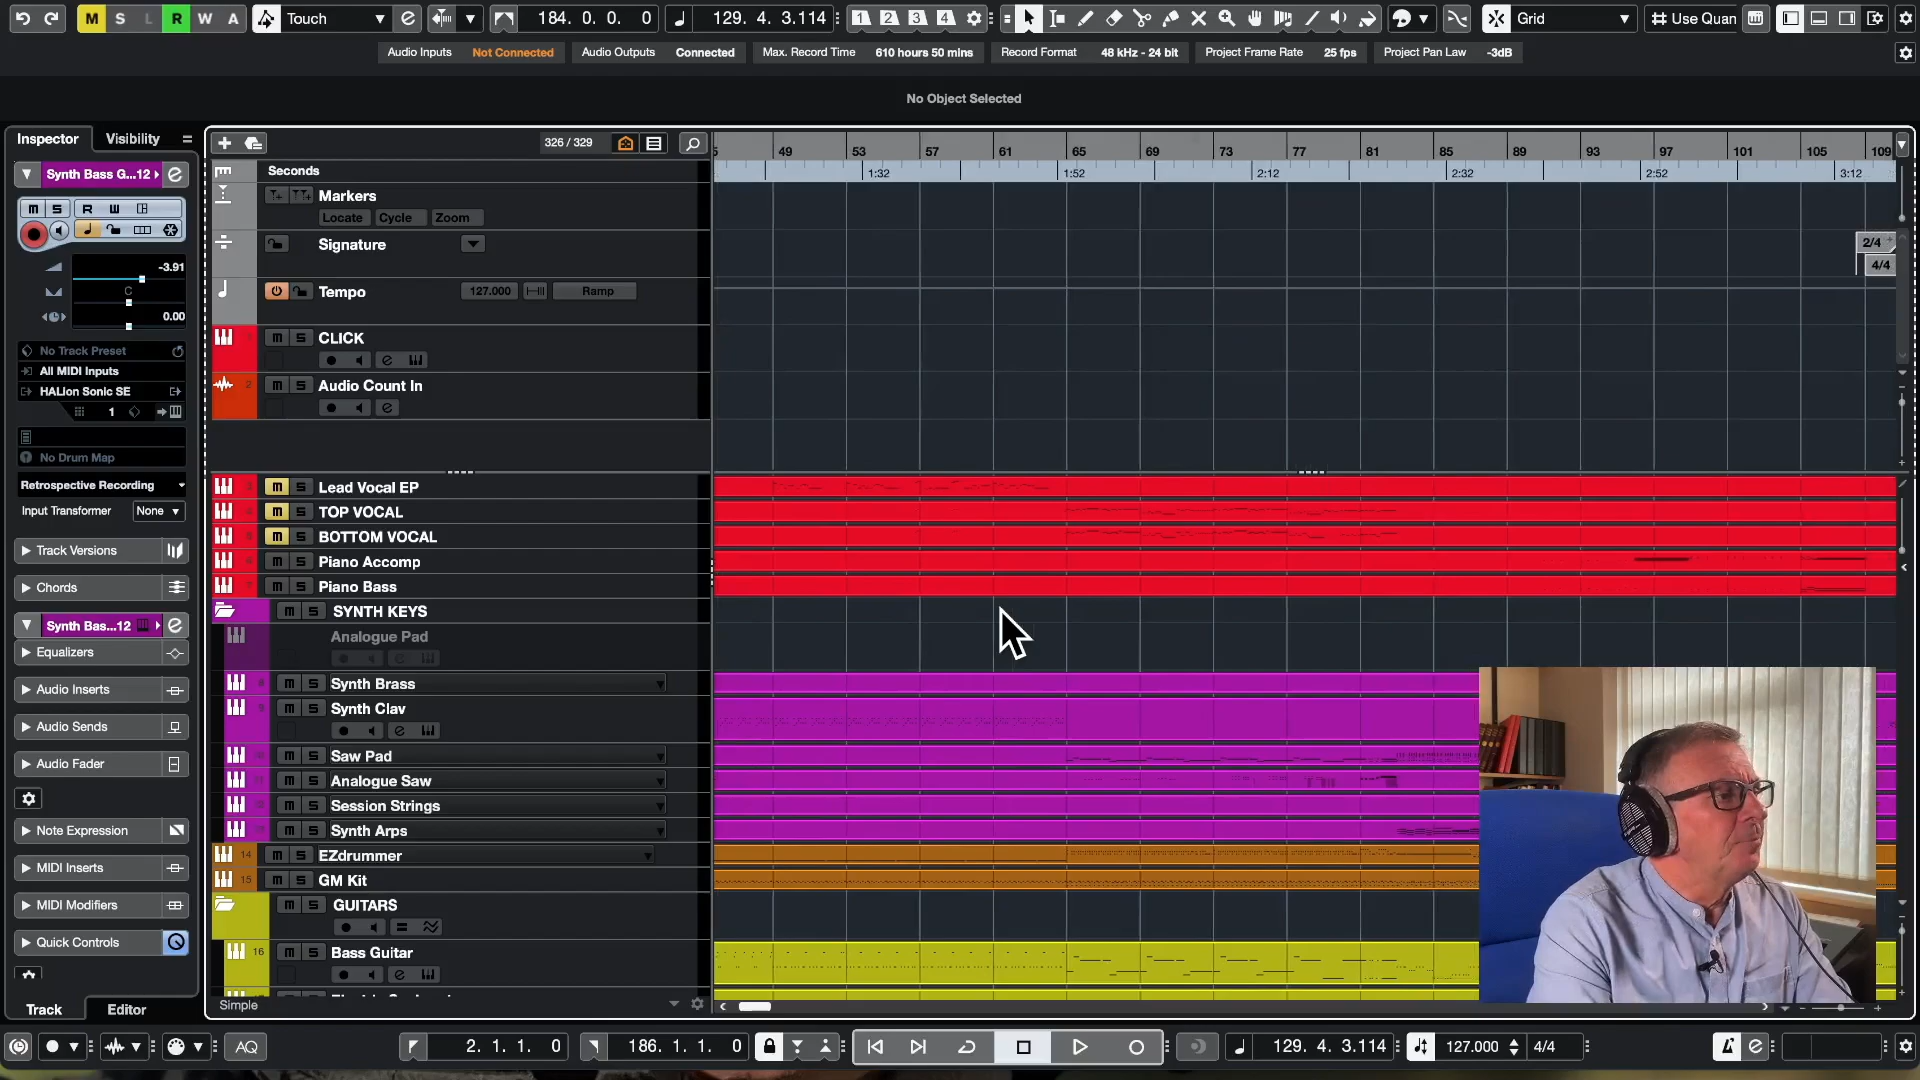 M S L R W A Touch 184. 0. 0. 0 129. 4. 3.114 1 2 3 4 Grid Use Quan
Audio Inputs Not Connected Audio Outputs Connected Max. Record Time 610 hours 50 mins Record Format 48 kHz - 24 bit Project Frame Rate 25 fps Project Pan Law -3dB
No Object Selected
Inspector Visibility
326 / 329
49 53 57 61 65 69 73 77 81 85 89 93 97 101 105 109
Seconds
1:32 1:52 2:12 2:32 2:52 3:12
Synth Bass G...12
M S R W
-3.91
C
0.00
No Track Preset
All MIDI Inputs
HALion Sonic SE
1
No Drum Map
Retrospective Recording
Input Transformer None
Track Versions
Chords
Synth Bas...12
Equalizers
Audio Inserts
Audio Sends
Audio Fader
Note Expression
MIDI Inserts
MIDI Modifiers
Quick Controls
Track Editor
Markers
Locate Cycle Zoom
Signature
2/4
4/4
Tempo 127.000 Ramp
M S CLICK
2 M S Audio Count In
M S Lead Vocal EP
M S TOP VOCAL
M S BOTTOM VOCAL
M S Piano Accomp
M S Piano Bass
M S SYNTH KEYS
Analogue Pad
M S Synth Brass
M S Synth Clav
M S Saw Pad
M S Analogue Saw
M S Session Strings
M S Synth Arps
14 M S EZdrummer
15 M S GM Kit
M S GUITARS
16 M S Bass Guitar
Simple
AQ 2. 1. 1. 0 186. 1. 1. 0 129. 4. 3.114 127.000 4/4